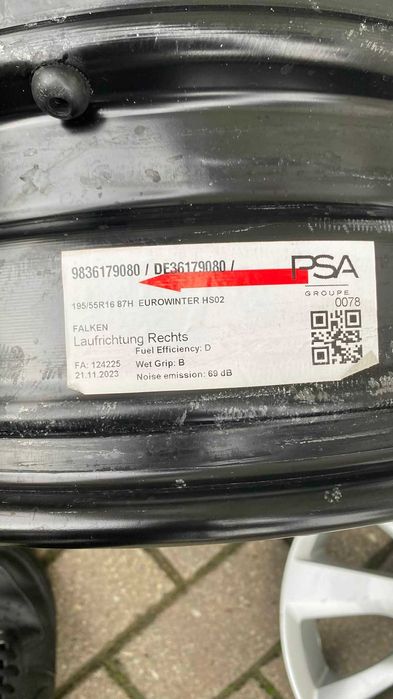 9836179080 / DE36179080 /
PSA
GROUPE
0078
195/55R16 87H EUROWINTER HS02
FALKEN
Laufrichtung Rechts
Fuel Efficiency: D
FA: 124225 Wet Grip: B
21.11.2023 Noise emission: 69 dB